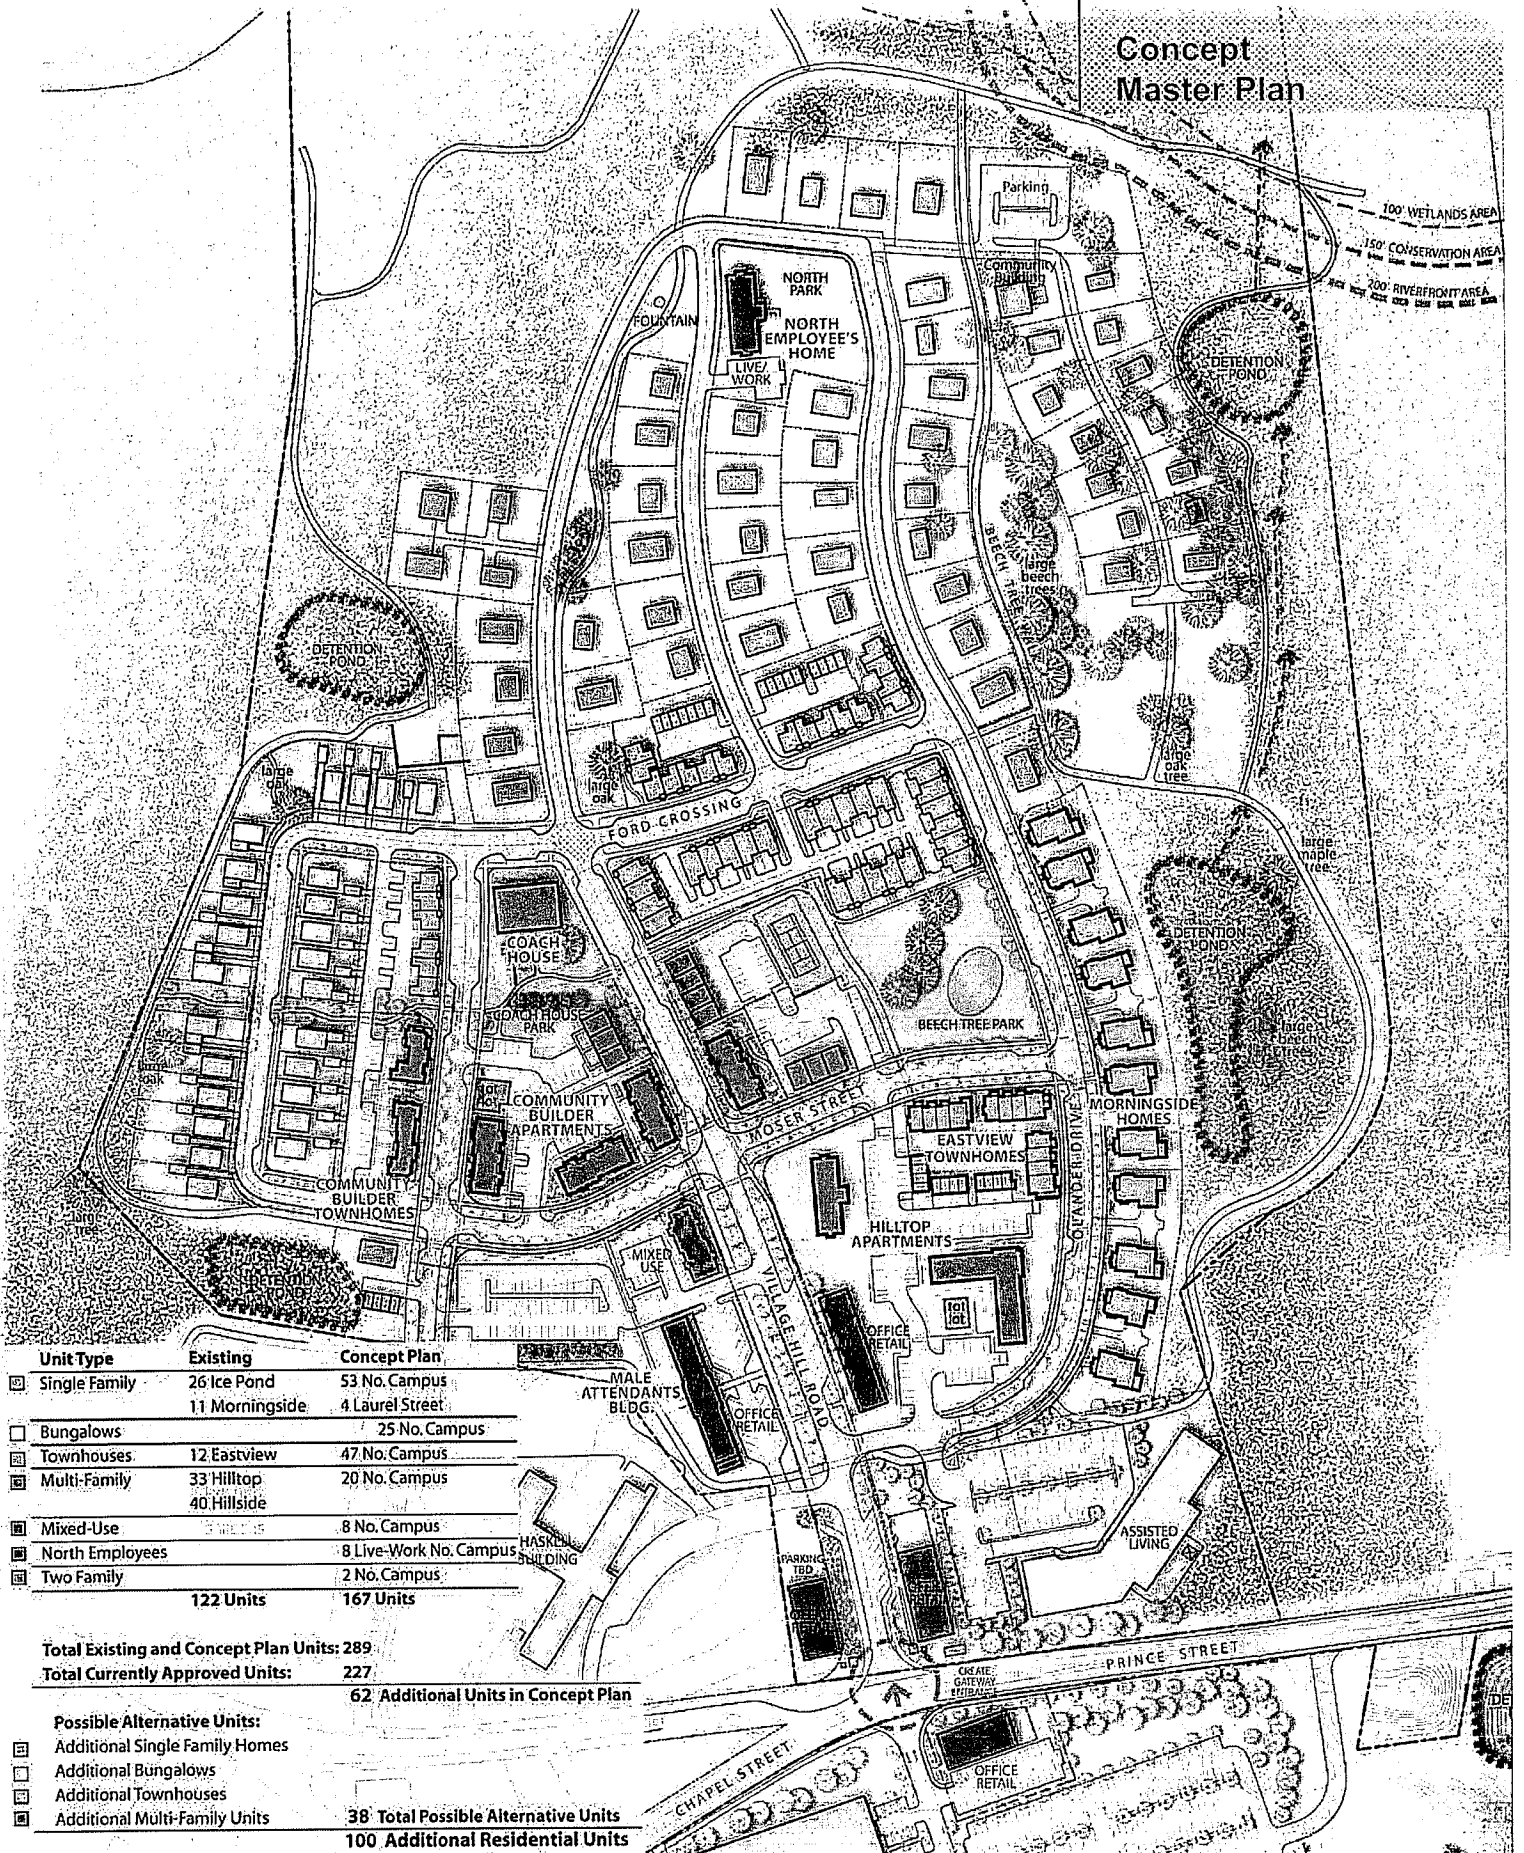 Concept
Master Plan
Parking
100' WETLANDS AREA
150' CONSERVATION AREA
200' RIVERFRONT AREA
Community
Building
NORTH
PARK
FOUNTAIN
NORTH
EMPLOYEE'S
HOME
LIVE/
WORK
DETENTION
POND
BEECH TREE
large
beech
trees
DETENTION
POND
large
oak
tree
large
oak
large
oak
FORD CROSSING
large
maple
tree
COACH
HOUSE
DETENTION
POND
COACH HOUSE
PARK
BEECH TREE PARK
large
beech
trees
large
oak
tot
lot
COMMUNITY
BUILDER
APARTMENTS
MOSER STREET
MORNINGSIDE
HOMES
EASTVIEW
TOWNHOMES
OLANDER DRIVE
COMMUNITY
BUILDER
TOWNHOMES
large
tree
HILLTOP
APARTMENTS
MIXED
USE
DETENTION
POND
VILLAGE HILL ROAD
tot
lot
OFFICE
RETAIL
MALE
ATTENDANTS
BLDG.
OFFICE
RETAIL
Unit Type Existing Concept Plan
Single Family 26 Ice Pond 53 No. Campus
11 Morningside 4 Laurel Street
Bungalows 25 No. Campus
Townhouses 12 Eastview 47 No. Campus
Multi-Family 33 Hilltop 20 No. Campus
40 Hillside
Mixed-Use 8 No. Campus
North Employees 8 Live-Work No. Campus
Two Family 2 No. Campus
122 Units 167 Units
HASKELL
BUILDING
PARKING
TBD
ASSISTED
LIVING
Total Existing and Concept Plan Units: 289
Total Currently Approved Units: 227
62 Additional Units in Concept Plan
PRINCE STREET
CREATE
GATEWAY
ENTRANCE
Possible Alternative Units:
Additional Single Family Homes
Additional Bungalows
Additional Townhouses
Additional Multi-Family Units 38 Total Possible Alternative Units
100 Additional Residential Units
CHAPEL STREET
OFFICE
RETAIL
DE